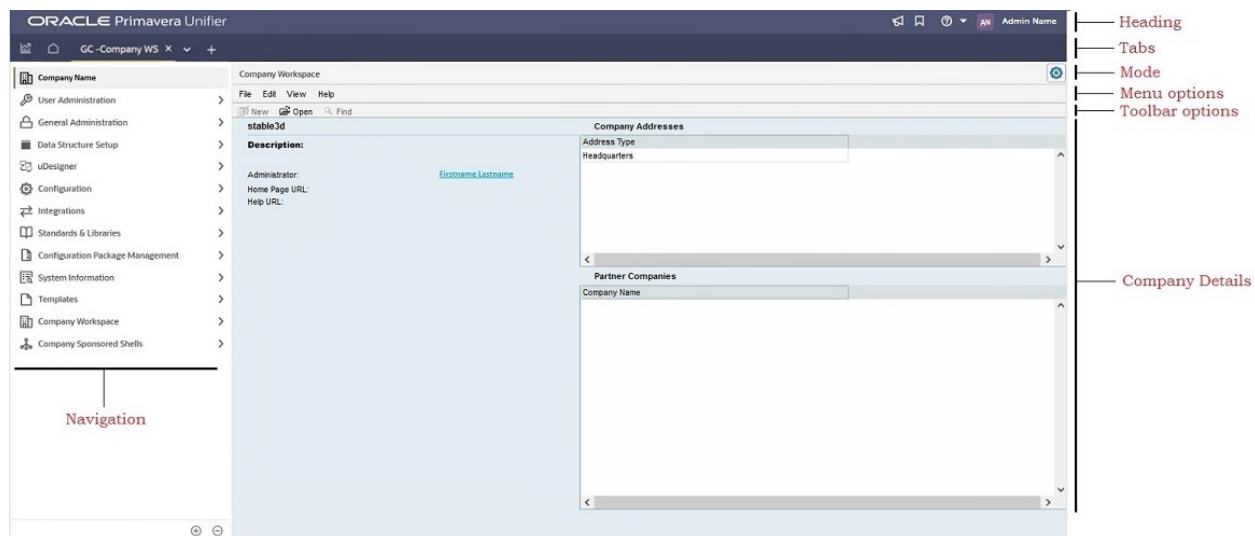 ORACLE Primavera Unifier
AN Admin Name
Heading
GC -Company WS × +
Tabs
Company Name
Company Workspace
Mode
User Administration
File Edit View Help
Menu options
New Open Find
Toolbar options
General Administration
stable3d
Company Addresses
Data Structure Setup
Description:
Address Type
Headquarters
uDesigner
Administrator: Firstname Lastname
Configuration
Home Page URL:
Help URL:
Integrations
Standards & Libraries
Configuration Package Management
System Information
Partner Companies
Company Details
Templates
Company Name
Company Workspace
Company Sponsored Shells
Navigation